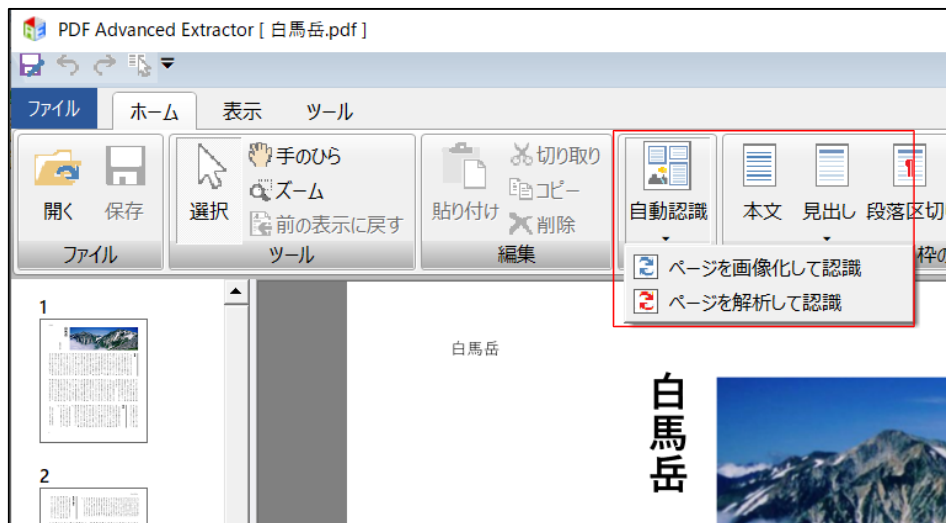 PDF Advanced Extractor [ 白馬岳.pdf ]
ファイル ホーム 表示 ツール
開く 保存
ファイル
選択 手のひら
ズーム
前の表示に戻す
ツール
貼り付け 切り取り
コピー
削除
編集
自動認識
本文 見出し 段落区切
枠の
ページを画像化して認識
ページを解析して認識
1
2
白馬岳
白馬岳